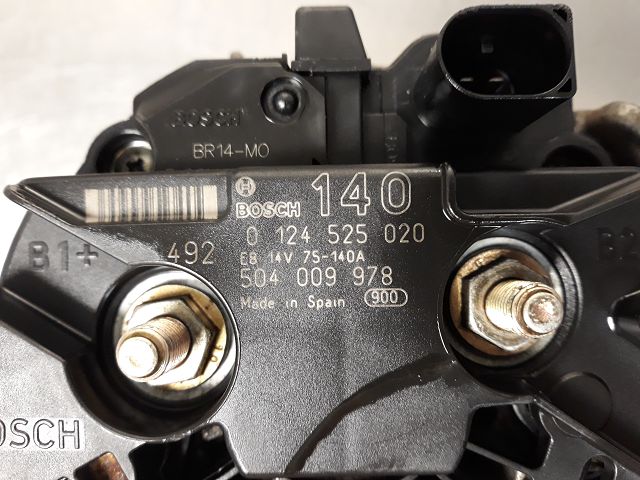 BOSCH
BR14-MO
BOSCH 140
B1+ 492 0 124 525 020 B2
E8 14V 75-140A
504 009 978
Made in Spain 900
BOSCH